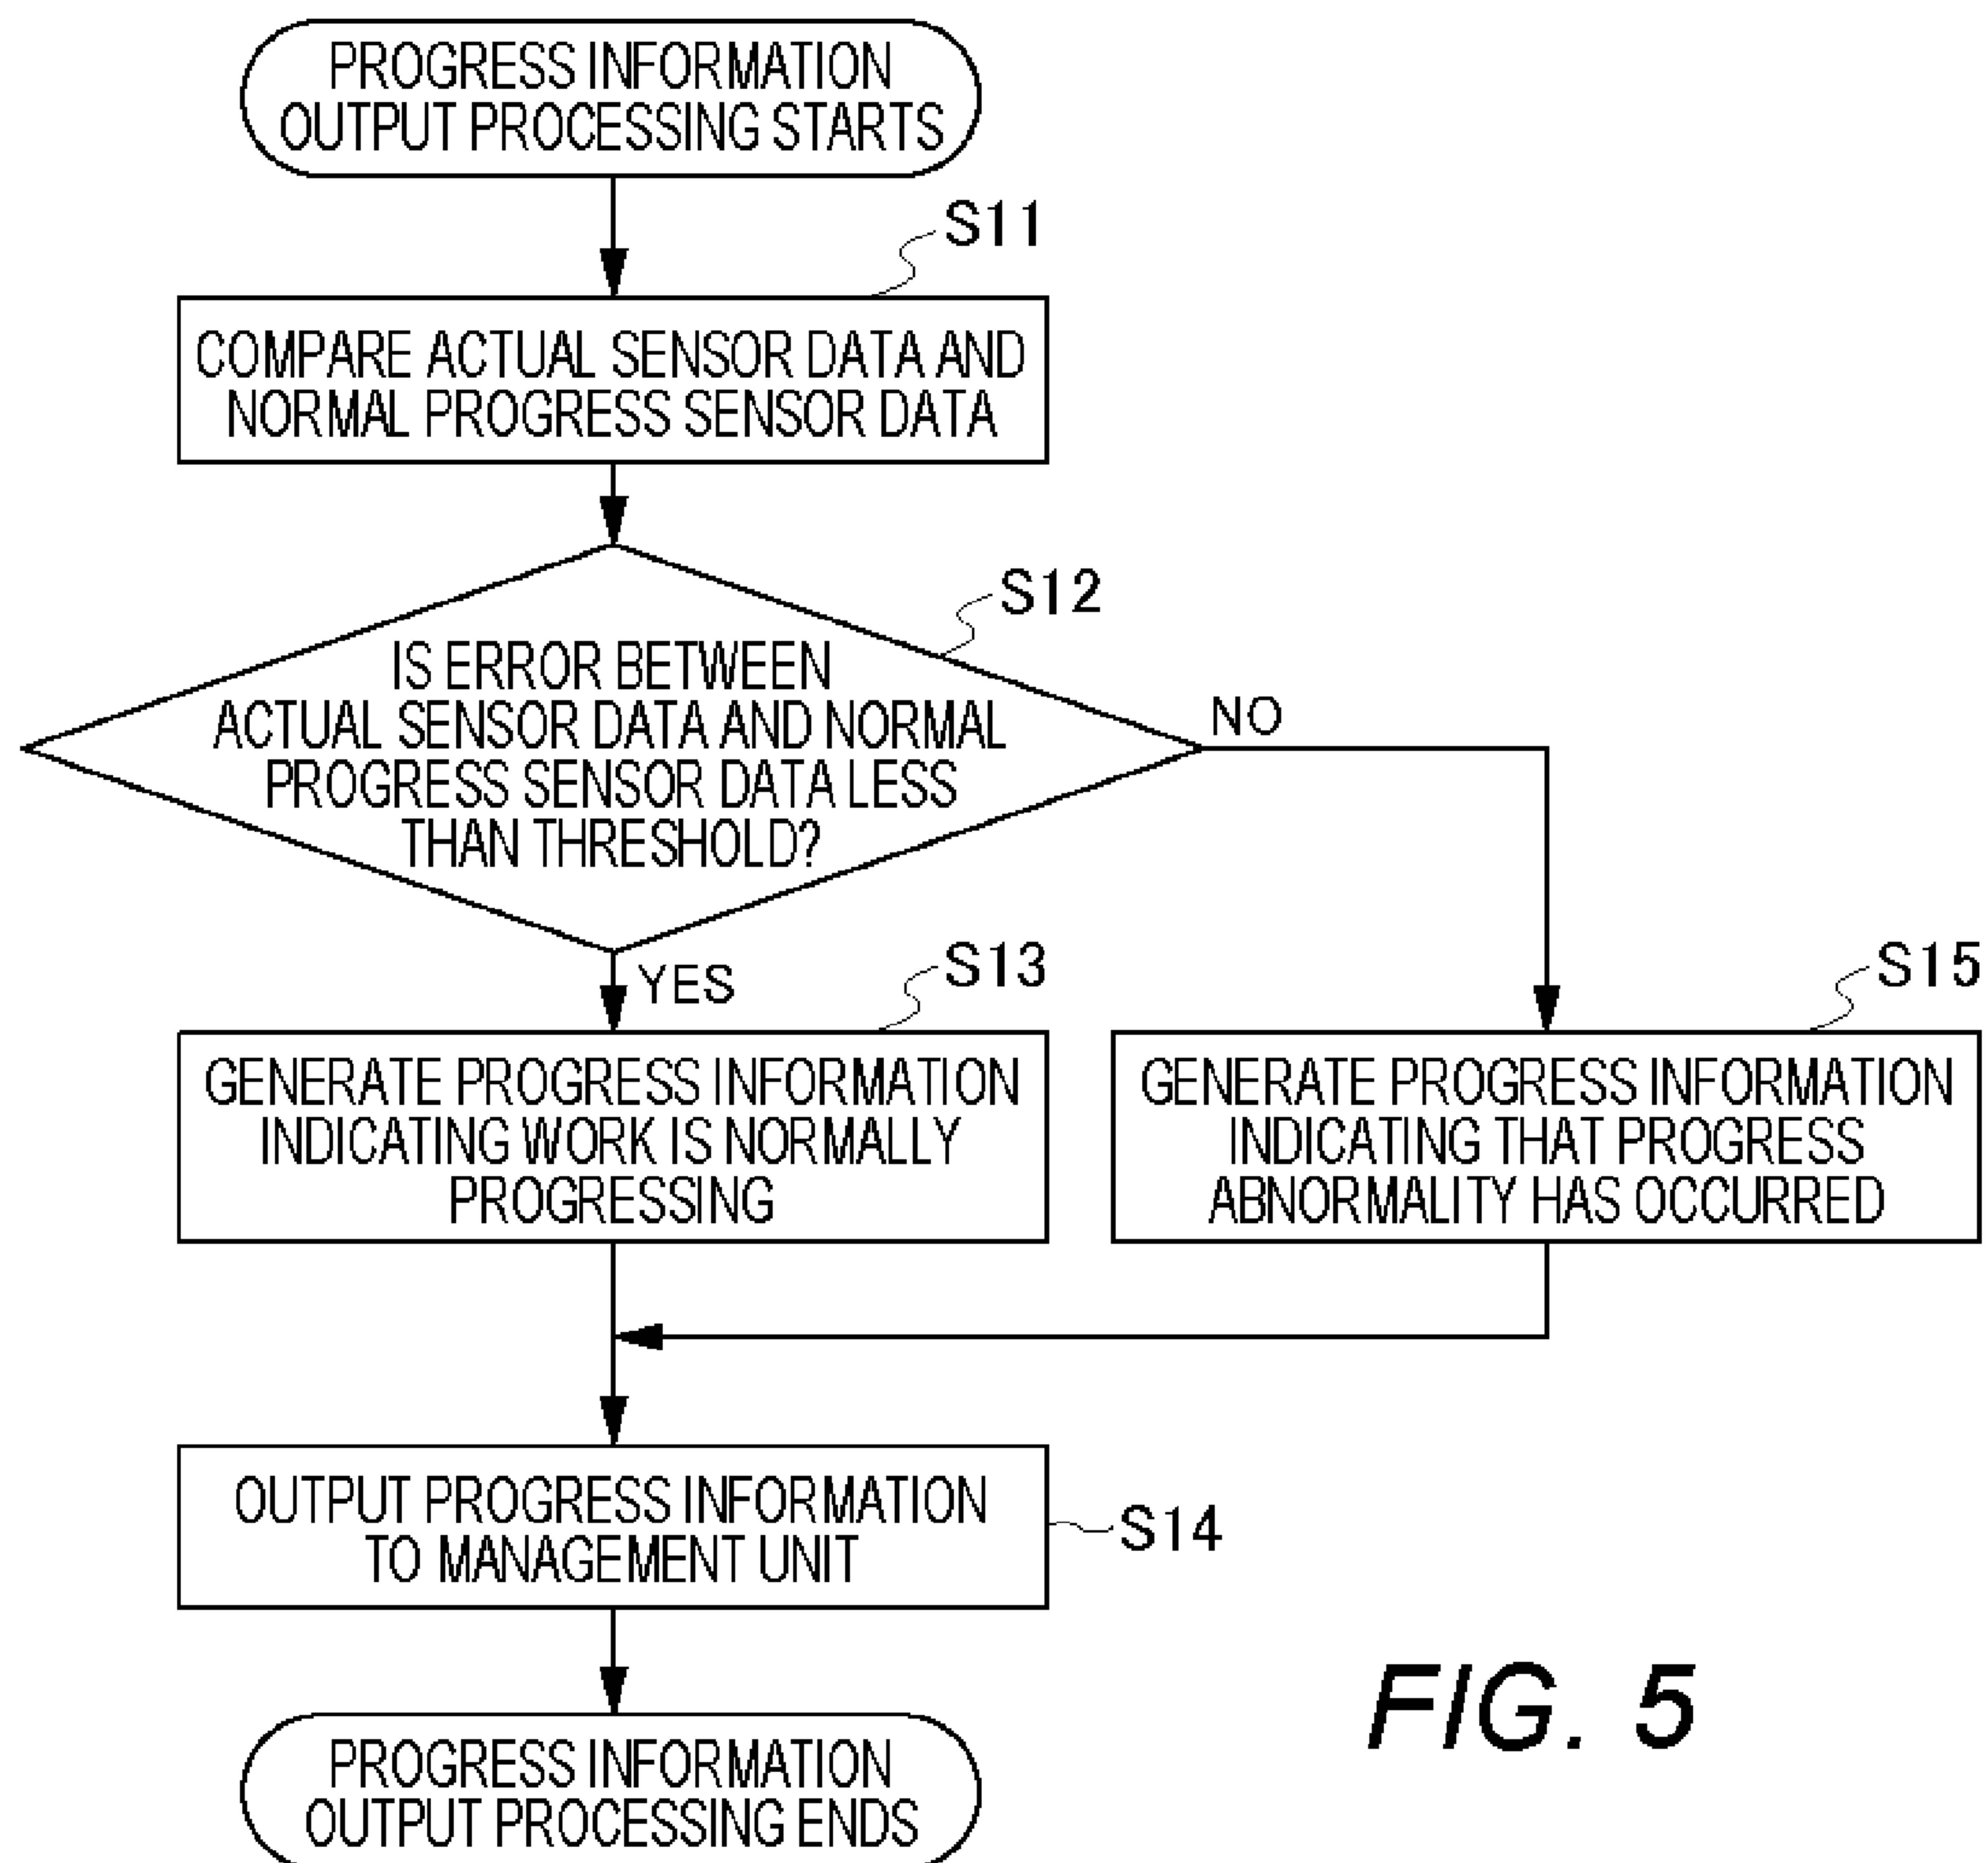 PROGRESS INFORMATION
OUTPUT PROCESSING STARTS
S11
COMPARE ACTUAL SENSOR DATA AND
NORMAL PROGRESS SENSOR DATA
S12
IS ERROR BETWEEN
ACTUAL SENSOR DATA AND NORMAL
PROGRESS SENSOR DATA LESS
THAN THRESHOLD?
NO
YES
S13
GENERATE PROGRESS INFORMATION
INDICATING WORK IS NORMALLY
PROGRESSING
S15
GENERATE PROGRESS INFORMATION
INDICATING THAT PROGRESS
ABNORMALITY HAS OCCURRED
OUTPUT PROGRESS INFORMATION
TO MANAGEMENT UNIT
S14
PROGRESS INFORMATION
OUTPUT PROCESSING ENDS
FIG. 5